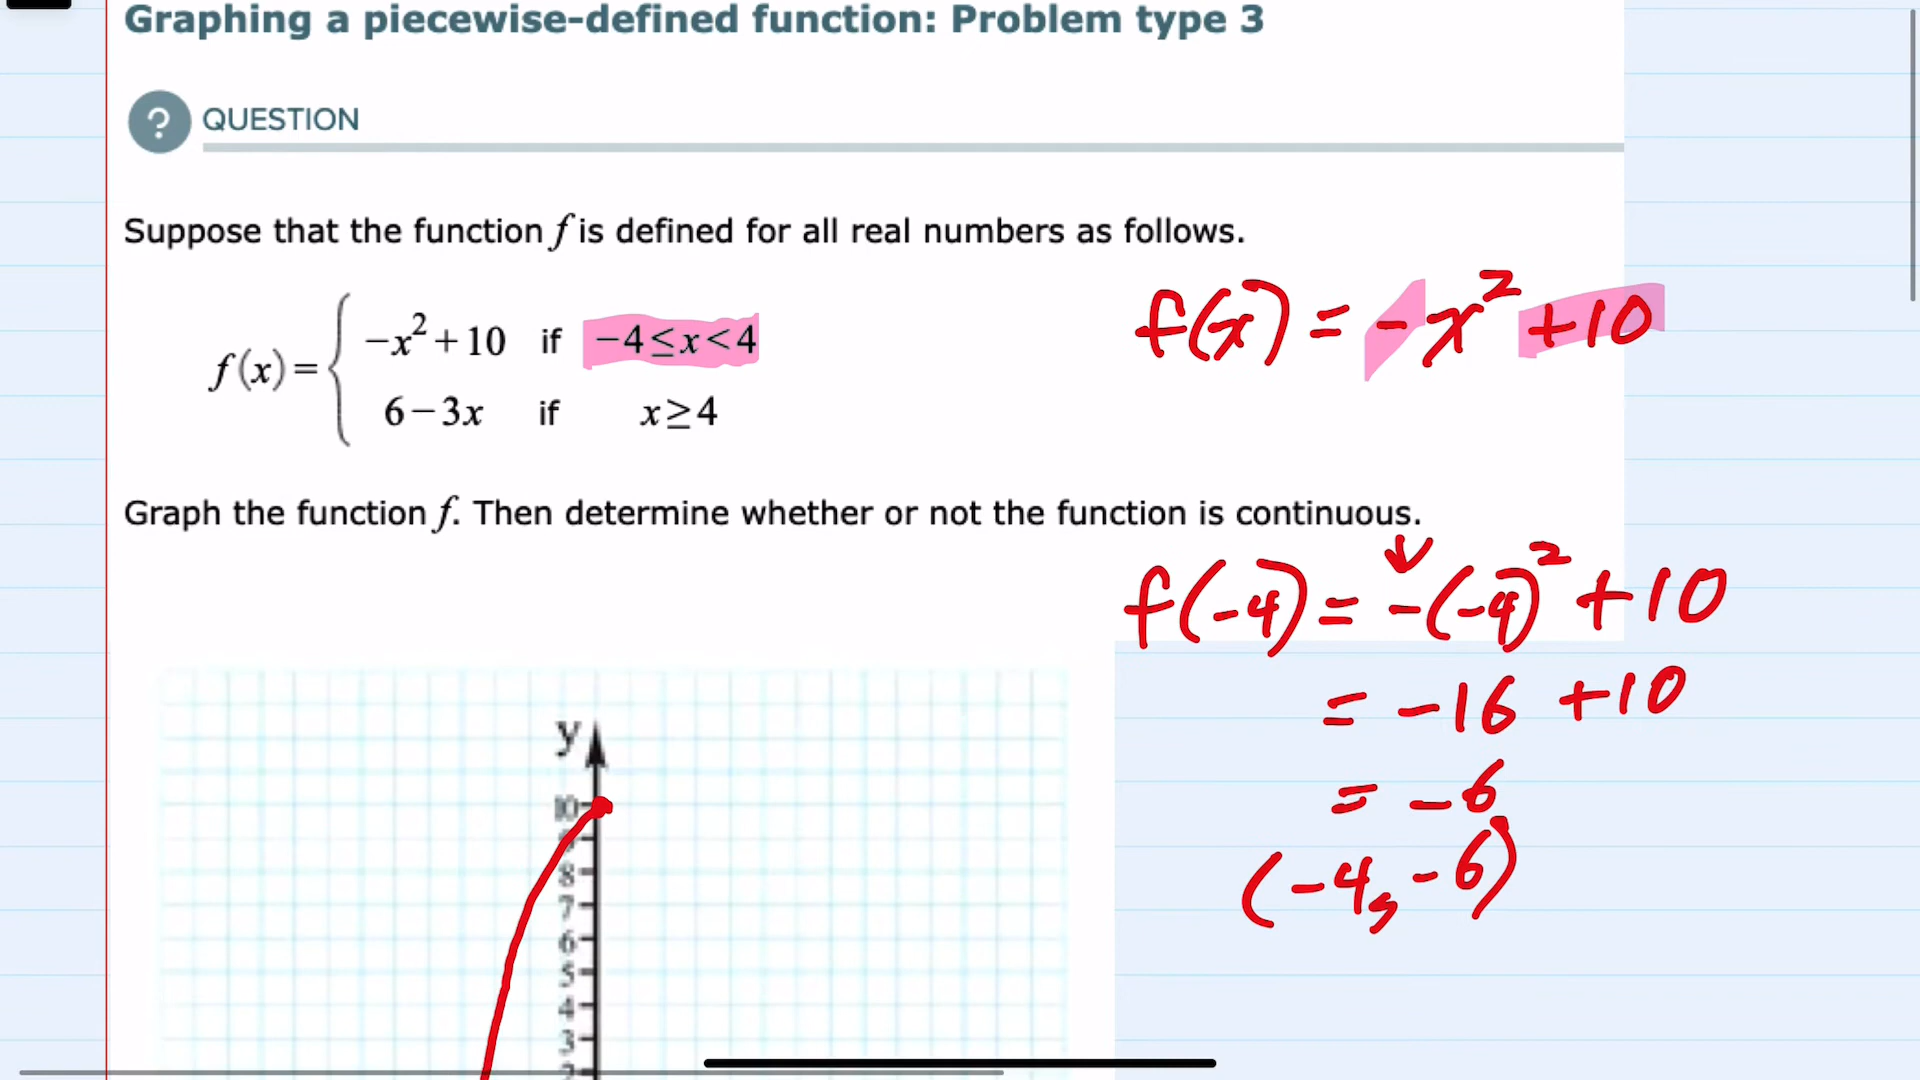 Graphing a piecewise-defined function: Problem type 3
? QUESTION
Suppose that the function f is defined for all real numbers as follows.
f(x)= { −x²+10 if −4≤x<4
6−3x if x≥4
f(x) = -x² +10
Graph the function f. Then determine whether or not the function is continuous.
f(-4) = -(-4)² +10
= -16 +10
= -6
(-4, -6)
y
10
9
8
7
6
5
4
3
2